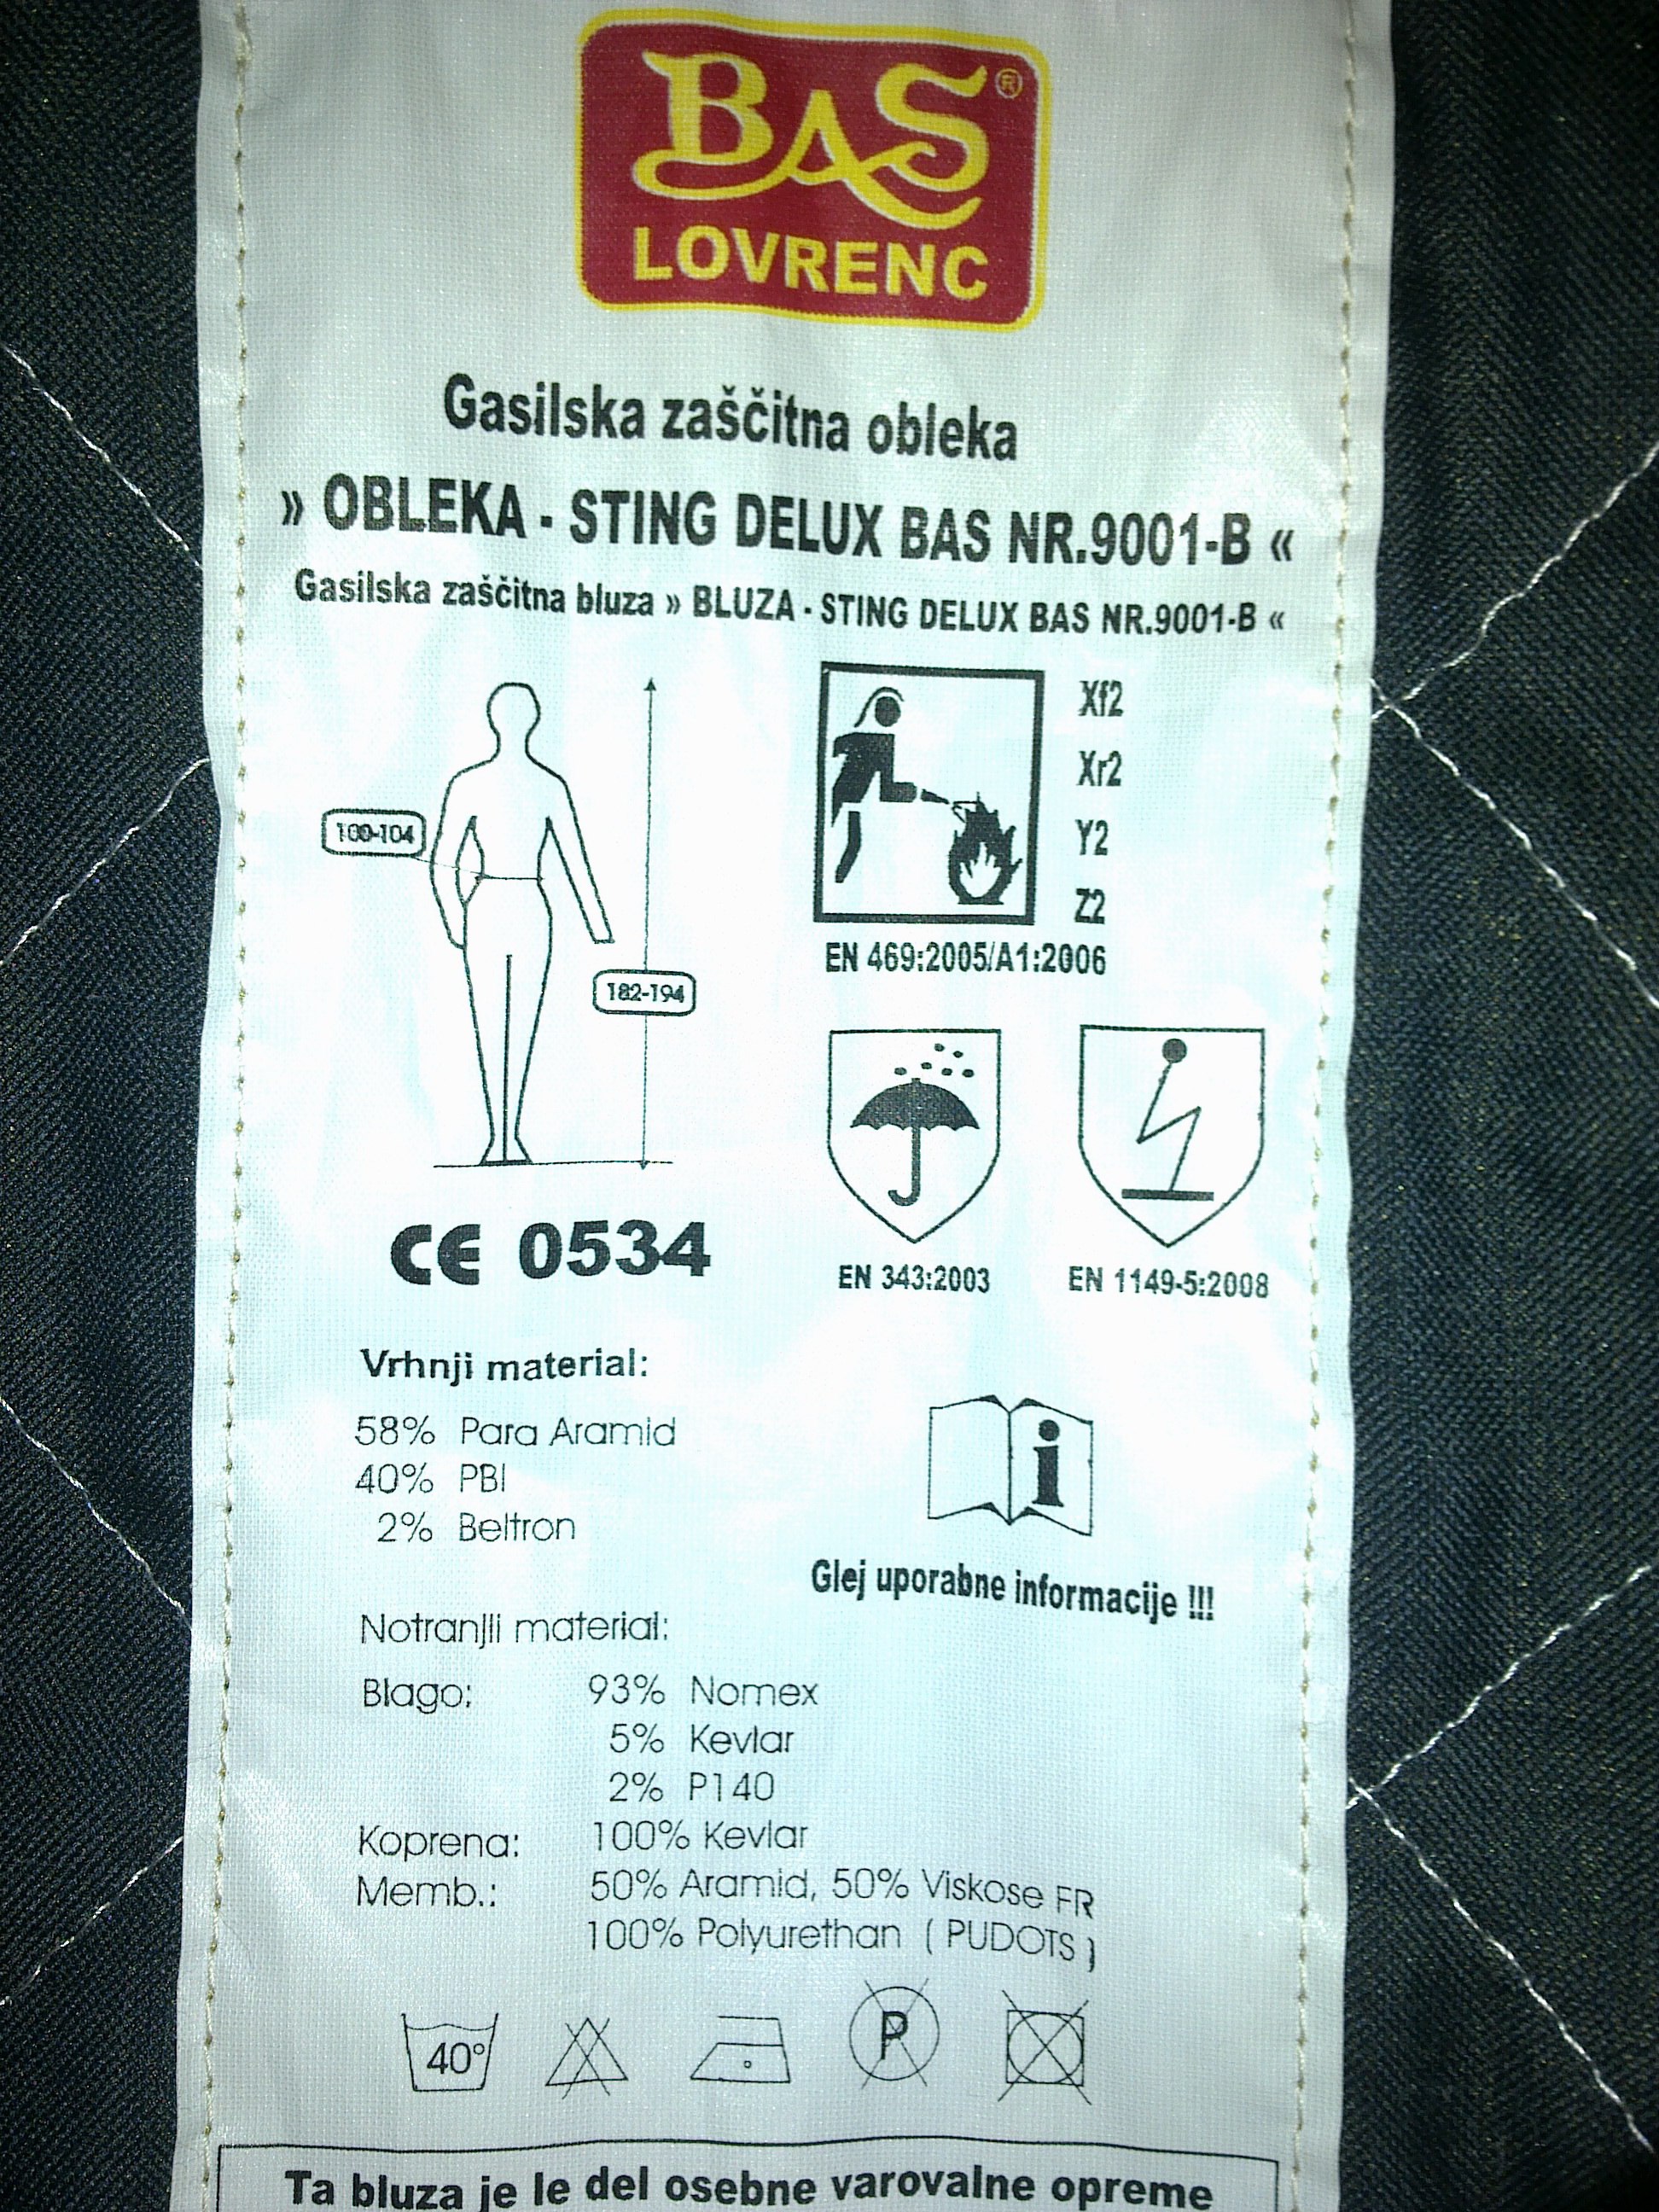 BAS®
LOVRENC
Gasilska zaščitna obleka
» OBLEKA - STING DELUX BAS NR.9001-B «
Gasilska zaščitna bluza » BLUZA - STING DELUX BAS NR.9001-B «
100-104
182-194
Xf2
Xr2
Y2
Z2
EN 469:2005/A1:2006
EN 343:2003
EN 1149-5:2008
CE 0534
Vrhnji material:
58% Para Aramid
40% PBI
2% Beltron
i
Glej uporabne informacije !!!
Notranjli material:
Blago: 93% Nomex
5% Kevlar
2% P140
Koprena: 100% Kevlar
Memb.: 50% Aramid, 50% Viskose FR
100% Polyurethan ( PUDOTS )
40°
P
Ta bluza je le del osebne varovalne opreme